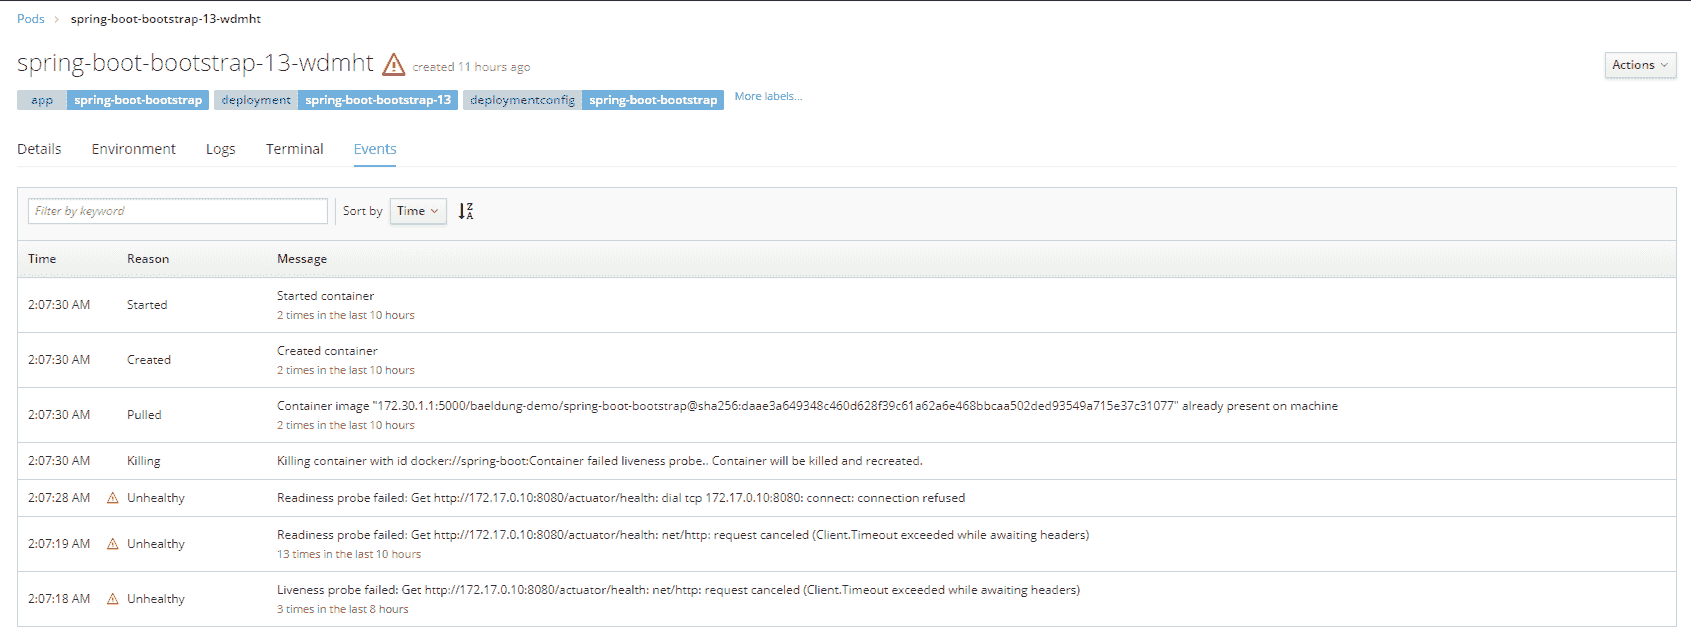 Pods > spring-boot-bootstrap-13-wdmht
spring-boot-bootstrap-13-wdmht created 11 hours ago
Actions
app spring-boot-bootstrap deployment spring-boot-bootstrap-13 deploymentconfig spring-boot-bootstrap More labels...
Details Environment Logs Terminal Events
Filter by keyword Sort by Time
Time Reason Message
2:07:30 AM Started Started container
2 times in the last 10 hours
2:07:30 AM Created Created container
2 times in the last 10 hours
2:07:30 AM Pulled Container image "172.30.1.1:5000/baeldung-demo/spring-boot-bootstrap@sha256:daae3a649348c460d628f39c61a62a6e468bbcaa502ded93549a715e37c31077" already present on machine
2 times in the last 10 hours
2:07:30 AM Killing Killing container with id docker://spring-boot:Container failed liveness probe.. Container will be killed and recreated.
2:07:28 AM Unhealthy Readiness probe failed: Get http://172.17.0.10:8080/actuator/health: dial tcp 172.17.0.10:8080: connect: connection refused
2:07:19 AM Unhealthy Readiness probe failed: Get http://172.17.0.10:8080/actuator/health: net/http: request canceled (Client.Timeout exceeded while awaiting headers)
13 times in the last 10 hours
2:07:18 AM Unhealthy Liveness probe failed: Get http://172.17.0.10:8080/actuator/health: net/http: request canceled (Client.Timeout exceeded while awaiting headers)
3 times in the last 8 hours